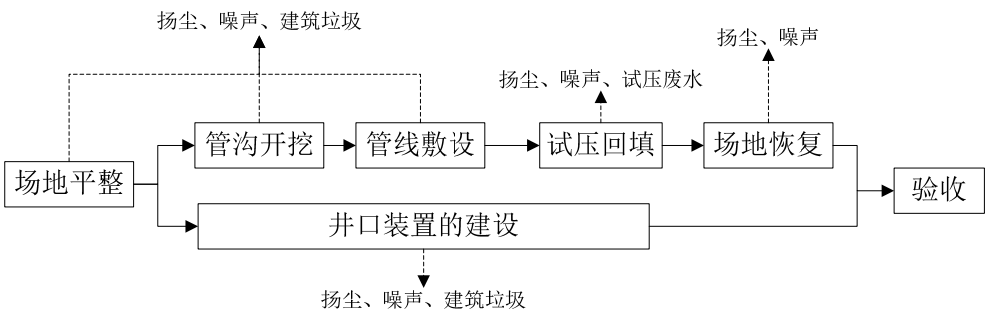 扬尘、噪声、建筑垃圾
扬尘、噪声
扬尘、噪声、试压废水
管沟开挖
管线敷设
试压回填
场地恢复
场地平整
验收
井口装置的建设
扬尘、噪声、建筑垃圾